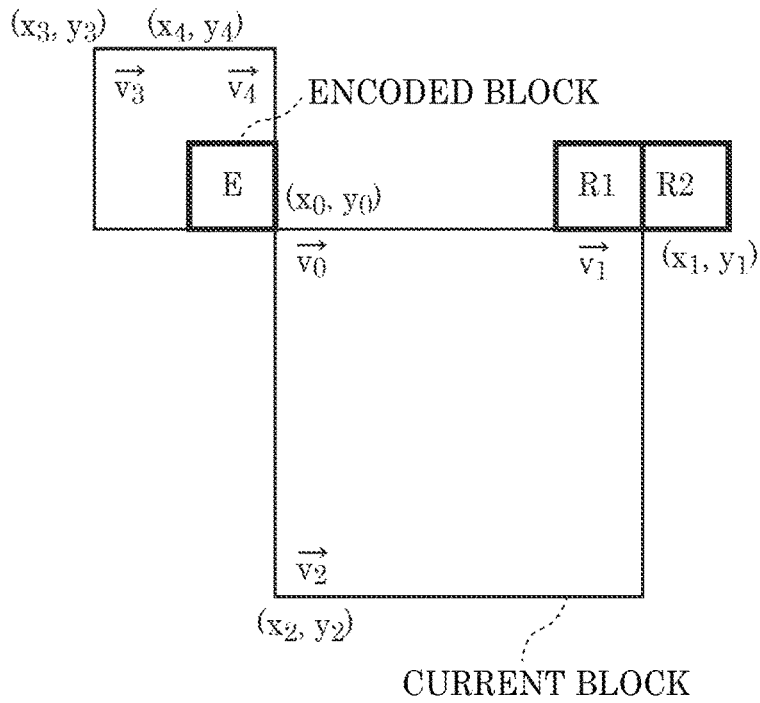 (x3, y3) (x4, y4)
v3 v4
ENCODED BLOCK
E
R1 R2
(x0, y0)
v0 v1
(x1, y1)
v2
(x2, y2)
CURRENT BLOCK